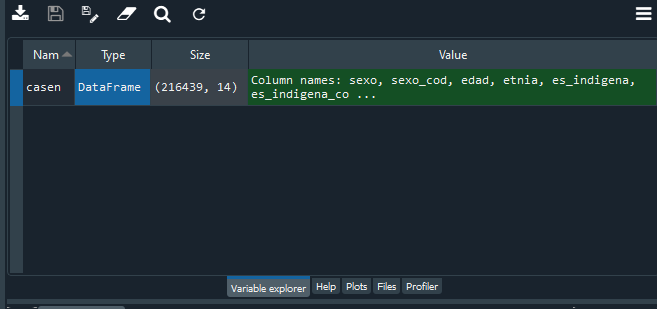 Nam Type Size Value
casen DataFrame (216439, 14) Column names: sexo, sexo_cod, edad, etnia, es_indigena,
es_indigena_co ...
Variable explorer Help Plots Files Profiler